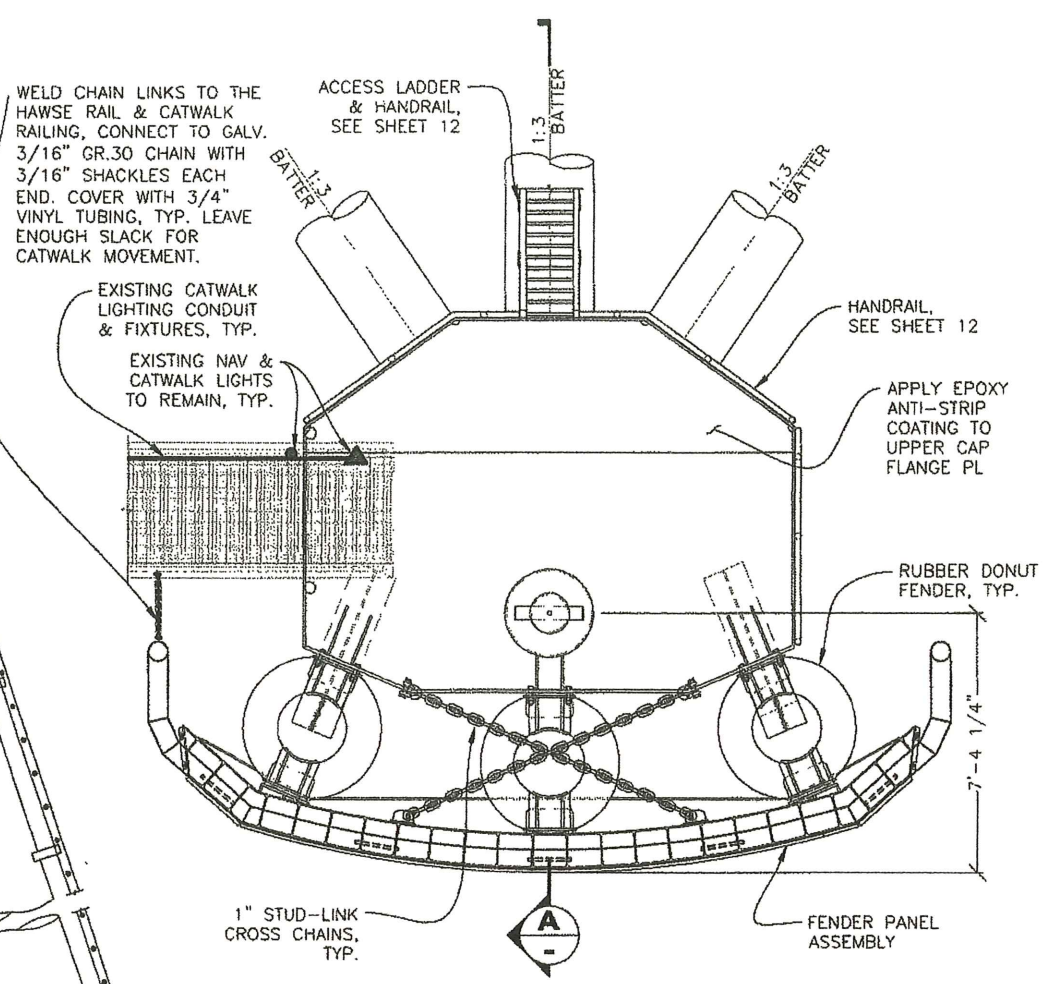 WELD CHAIN LINKS TO THE
HAWSE RAIL & CATWALK
RAILING, CONNECT TO GALV.
3/16" GR.30 CHAIN WITH
3/16" SHACKLES EACH
END. COVER WITH 3/4"
VINYL TUBING, TYP. LEAVE
ENOUGH SLACK FOR
CATWALK MOVEMENT.
ACCESS LADDER
& HANDRAIL,
SEE SHEET 12
1:3
BATTER
1:3
BATTER
1:3
BATTER
EXISTING CATWALK
LIGHTING CONDUIT
& FIXTURES, TYP.
EXISTING NAV &
CATWALK LIGHTS
TO REMAIN, TYP.
HANDRAIL,
SEE SHEET 12
APPLY EPOXY
ANTI-STRIP
COATING TO
UPPER CAP
FLANGE PL
RUBBER DONUT
FENDER, TYP.
7'-4 1/4"
1" STUD-LINK
CROSS CHAINS,
TYP.
A
-
FENDER PANEL
ASSEMBLY